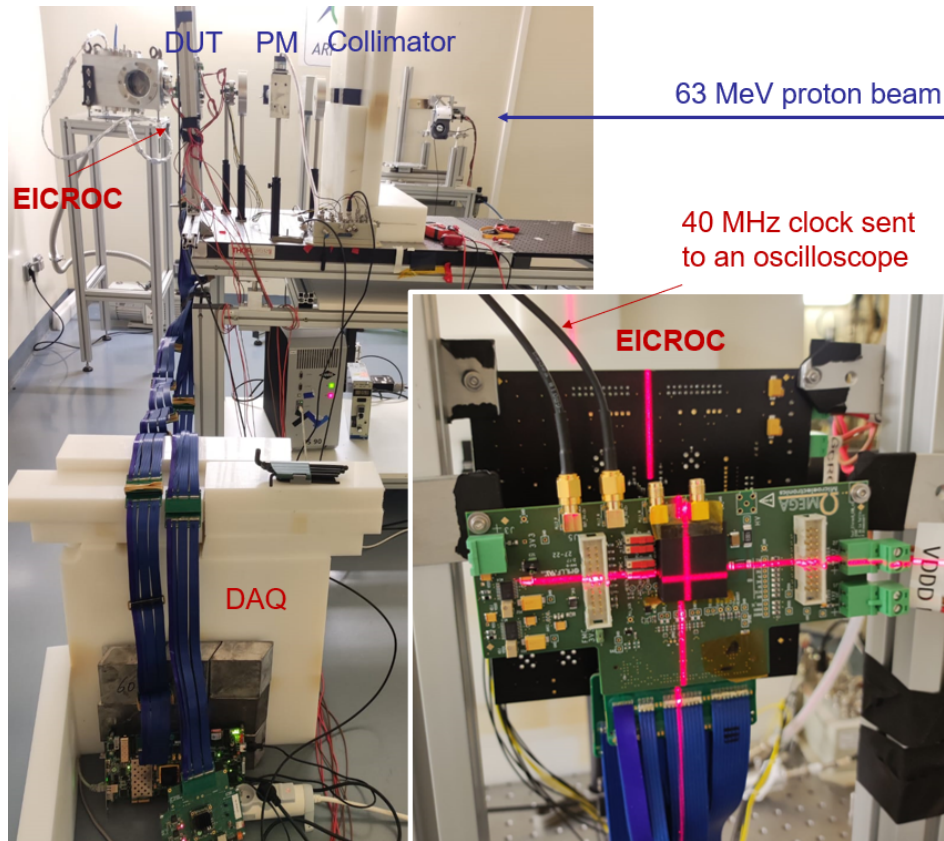 DUT PM Collimator
63 MeV proton beam
EICROC
40 MHz clock sent
to an oscilloscope
EICROC
OMEGA
microelectronics
VDDD
DAQ